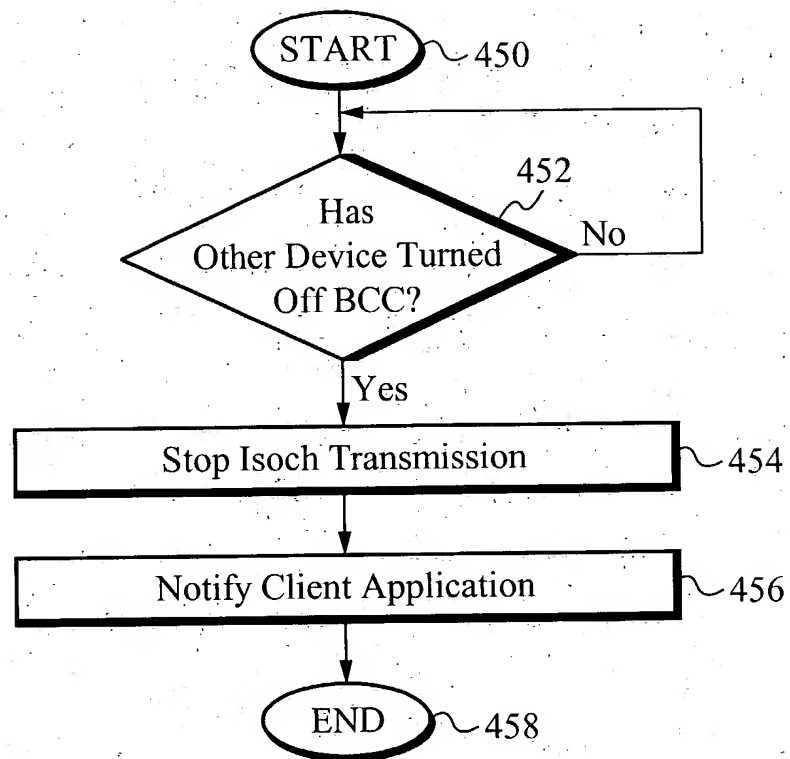 START
450
452
Has
Other Device Turned
Off BCC?
No
Yes
Stop Isoch Transmission
454
Notify Client Application
456
END
458